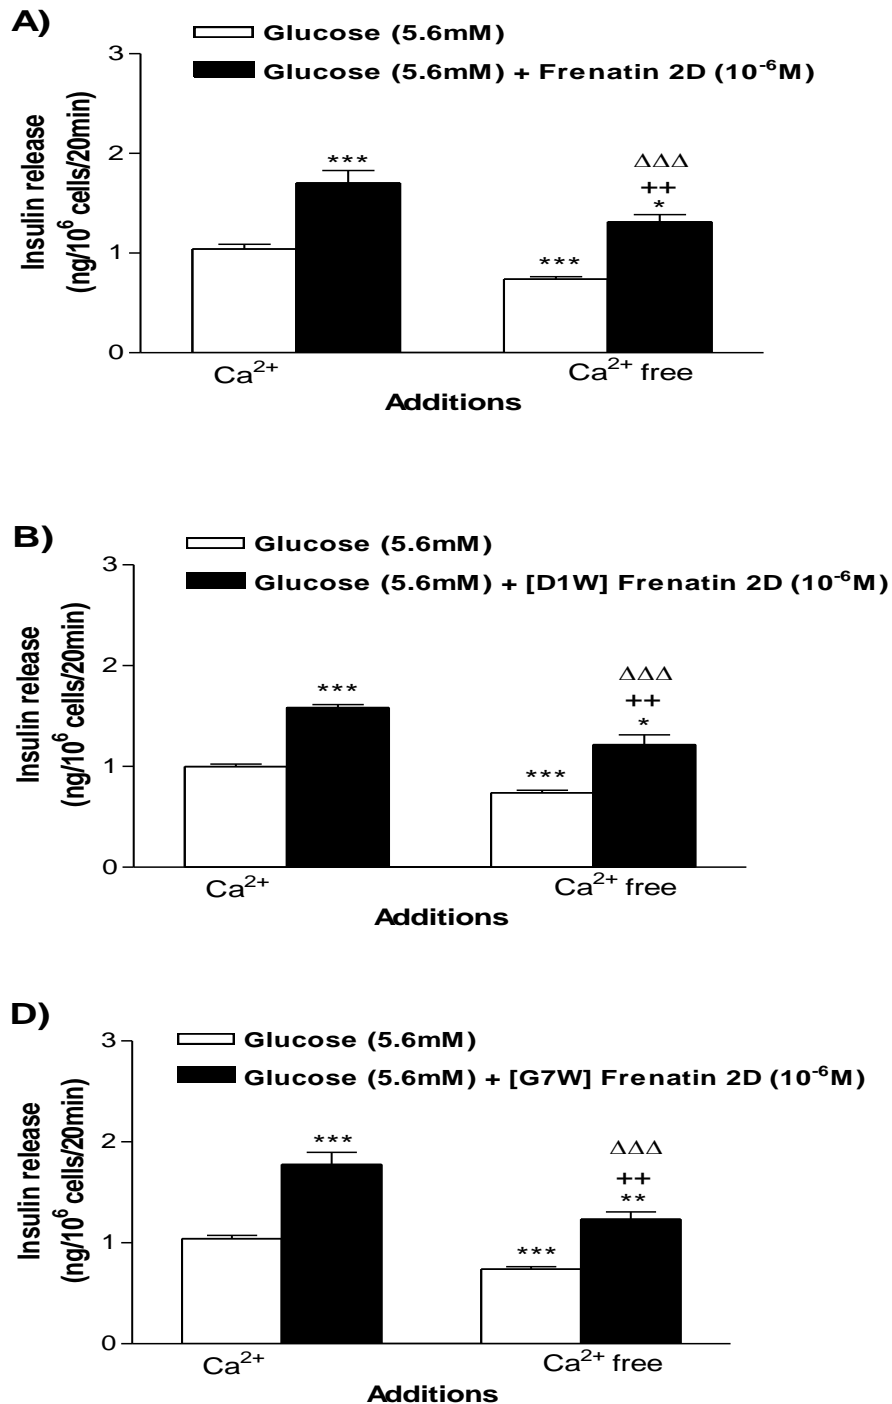 A)
Glucose (5.6mM)
Glucose (5.6mM) + Frenatin 2D (10⁻⁶M)
Insulin release
(ng/10⁶ cells/20min)
3
2
1
0
***
***
ΔΔΔ
++
*
Ca²⁺
Ca²⁺ free
Additions
B)
Glucose (5.6mM)
Glucose (5.6mM) + [D1W] Frenatin 2D (10⁻⁶M)
Insulin release
(ng/10⁶ cells/20min)
3
2
1
0
***
***
ΔΔΔ
++
*
Ca²⁺
Ca²⁺ free
Additions
D)
Glucose (5.6mM)
Glucose (5.6mM) + [G7W] Frenatin 2D (10⁻⁶M)
Insulin release
(ng/10⁶ cells/20min)
3
2
1
0
***
***
ΔΔΔ
++
**
Ca²⁺
Ca²⁺ free
Additions